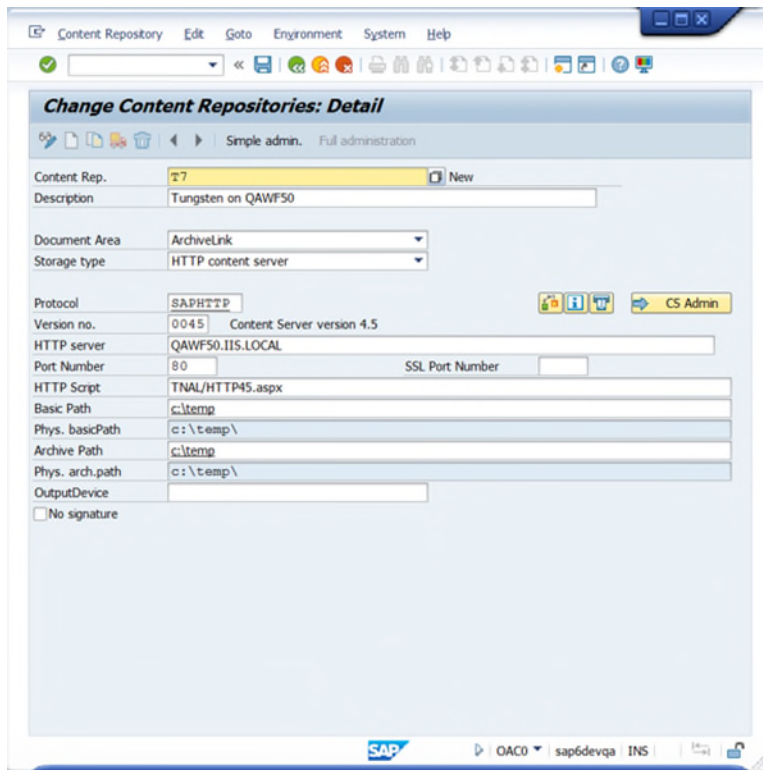 Content Repository Edit Goto Environment System Help
Change Content Repositories: Detail
Simple admin. Full administration
Content Rep. T7 New
Description Tungsten on QAWF50
Document Area ArchiveLink
Storage type HTTP content server
Protocol SAPHTTP CS Admin
Version no. 0045 Content Server version 4.5
HTTP server QAWF50.IIS.LOCAL
Port Number 80 SSL Port Number
HTTP Script TNAL/HTTP45.aspx
Basic Path c:\temp
Phys. basicPath c:\temp\
Archive Path c:\temp
Phys. arch.path c:\temp\
OutputDevice
No signature
SAP OAC0 sap6devqa INS